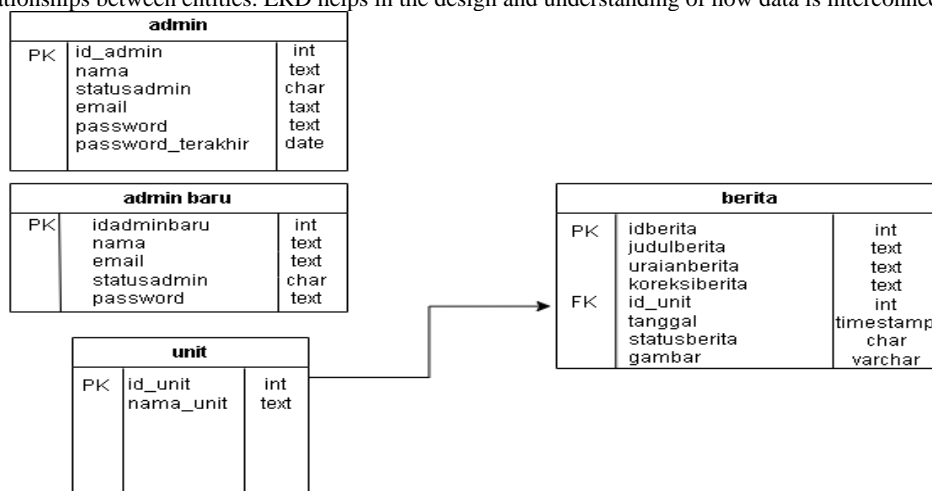 ationships between entities. ERD helps in the design and understanding of how data is interconnec
admin
PK id_admin int
nama text
statusadmin char
email taxt
password text
password_terakhir date
admin baru
PK idadminbaru int
nama text
email text
statusadmin char
password text
berita
PK idberita int
judulberita text
uraianberita text
koreksiberita text
FK id_unit int
tanggal timestamp
statusberita char
gambar varchar
unit
PK id_unit int
nama_unit text